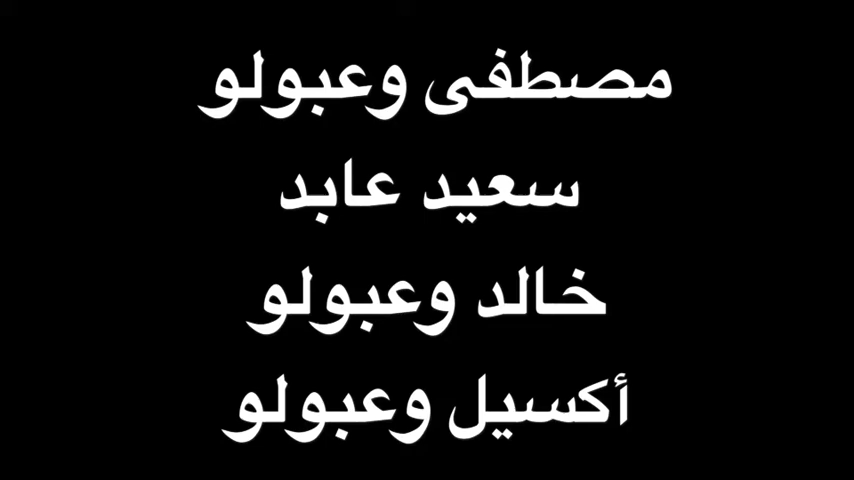 مصطفى وعبولو
سعيد عابد
خالد وعبولو
أكسيل وعبولو